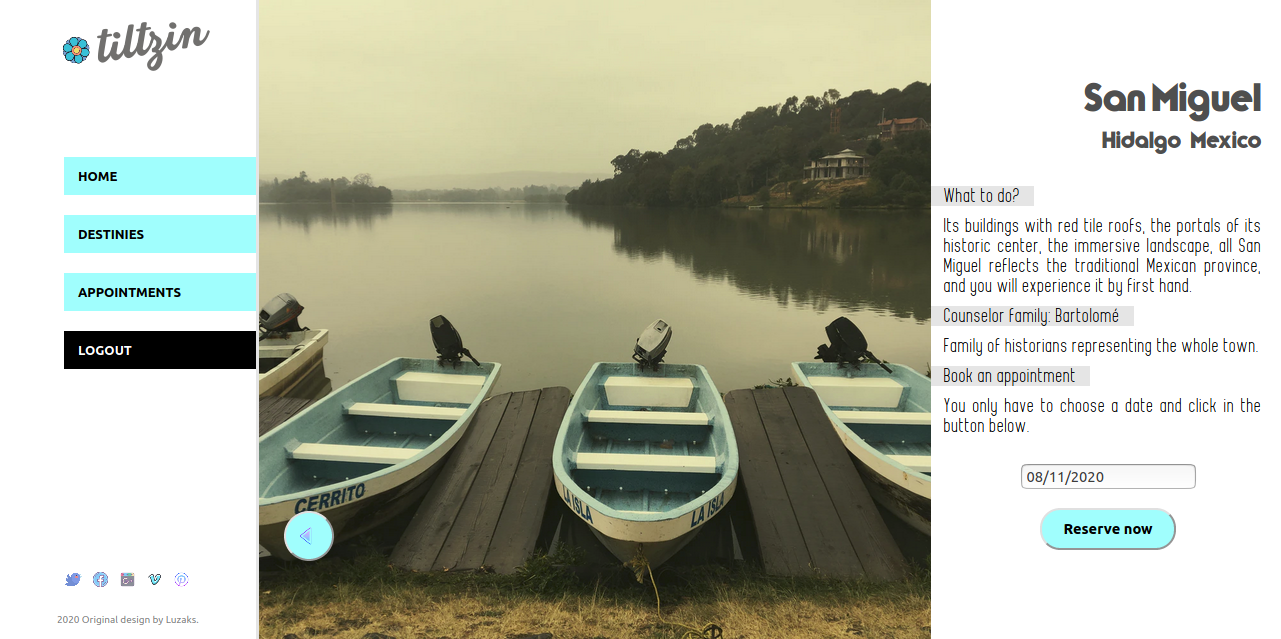 tiltzin
HOME
DESTINIES
APPOINTMENTS
LOGOUT
2020 Original design by Luzaks.
CERRITO
LA ISLA
LA ISLA
San Miguel
Hidalgo Mexico
What to do?
Its buildings with red tile roofs, the portals of its
historic center, the immersive landscape, all San
Miguel reflects the traditional Mexican province,
and you will experience it by first hand.
Counselor family: Bartolomé
Family of historians representing the whole town.
Book an appointment
You only have to choose a date and click in the
button below.
08/11/2020
Reserve now